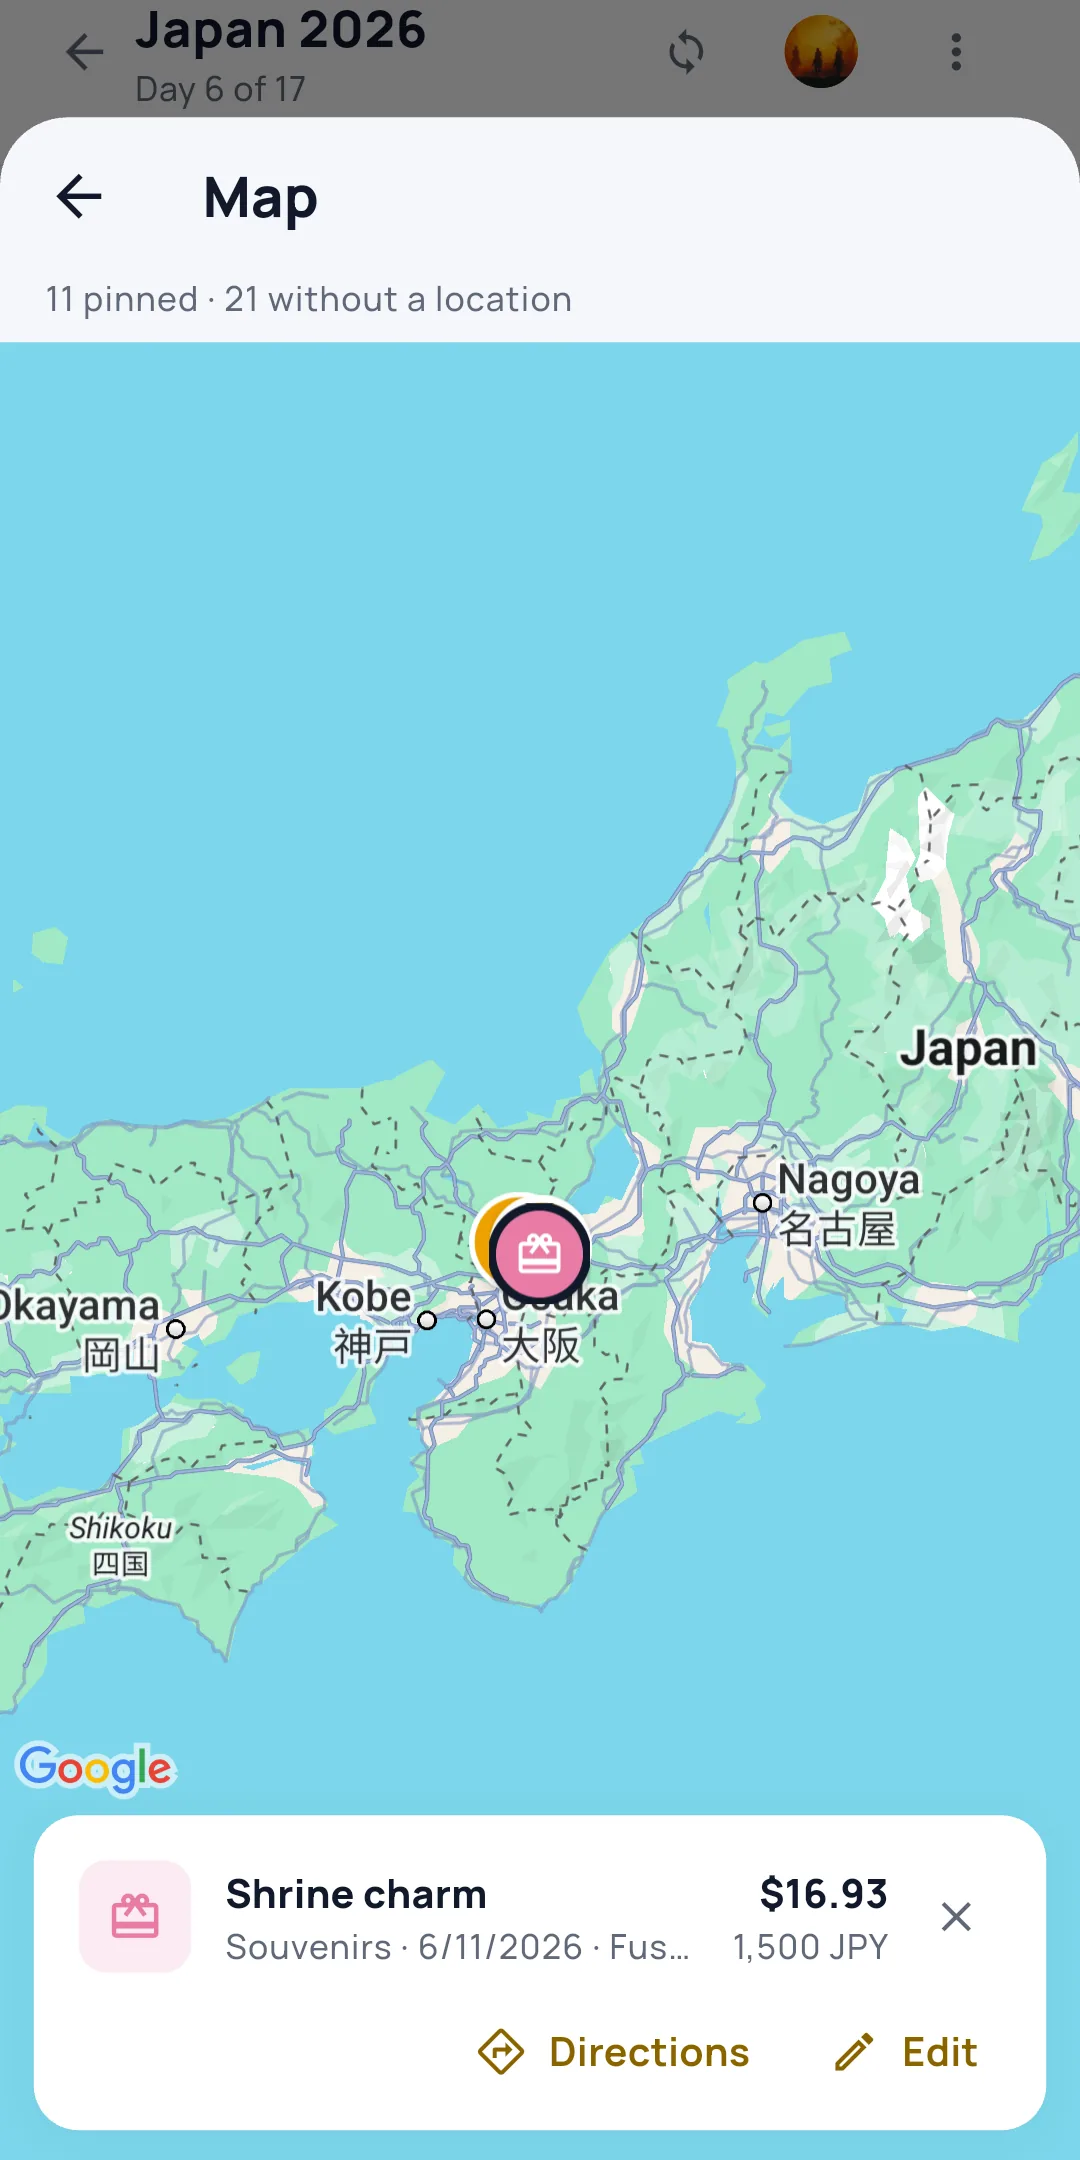 Japan 2026
Day 6 of 17
Map
11 pinned · 21 without a location
Japan
Nagoya
名古屋
Okayama
岡山
Kobe
神戸
大阪
Shikoku
四国
Google
Shrine charm
$16.93
Souvenirs · 6/11/2026 · Fus...
1,500 JPY
Directions
Edit